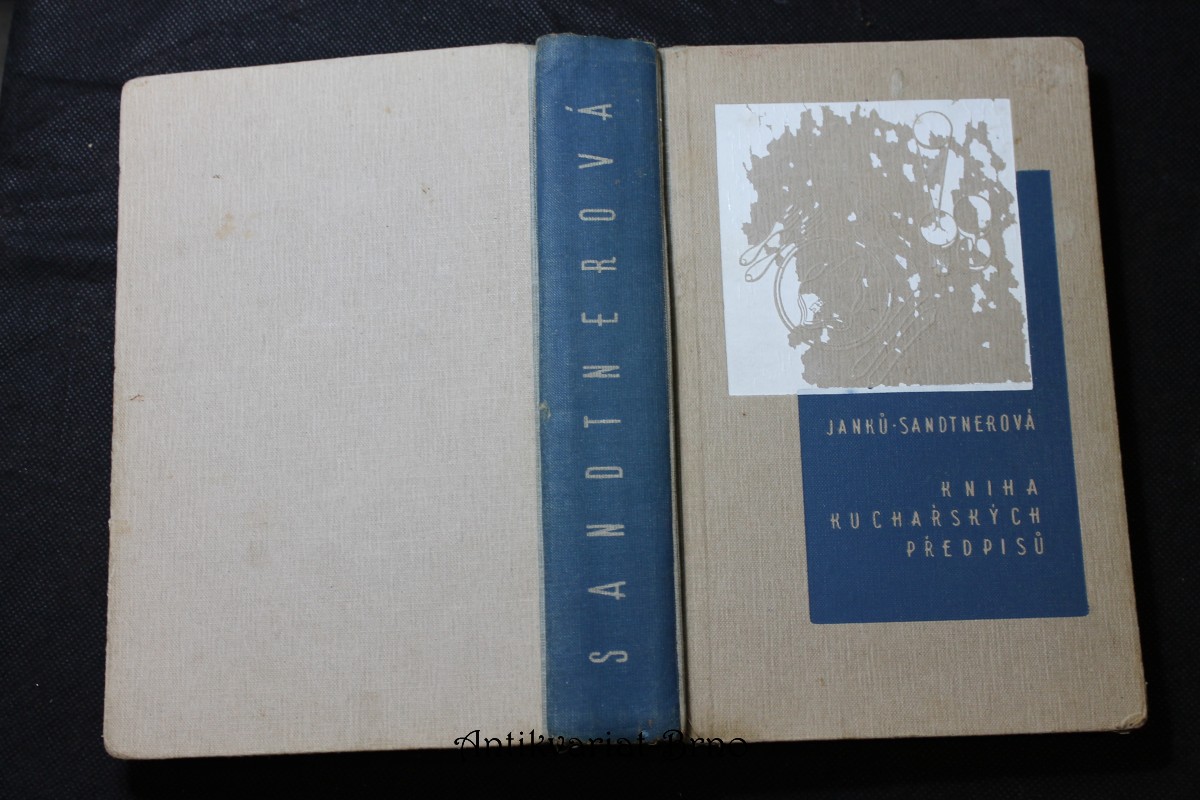 SANDTNEROVÁ
JANKŮ·SANDTNEROVÁ
KNIHA
KUCHAŘSKÝCH
PŘEDPISŮ
Antikvariat-Brno